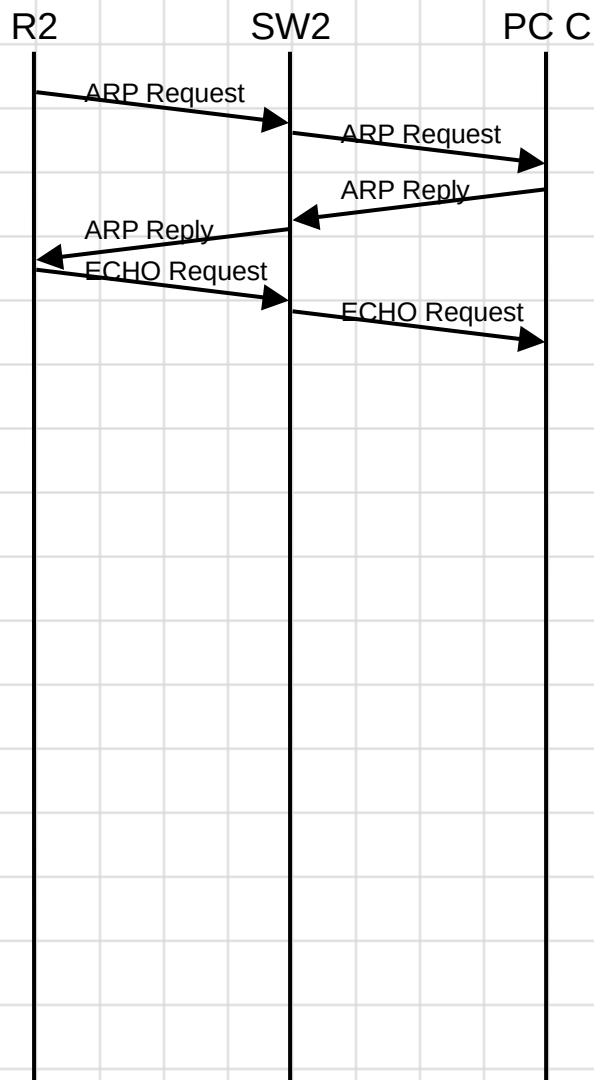 R2 SW2 PC C
ARP Request
ARP Request
ARP Reply
ARP Reply
ECHO Request
ECHO Request